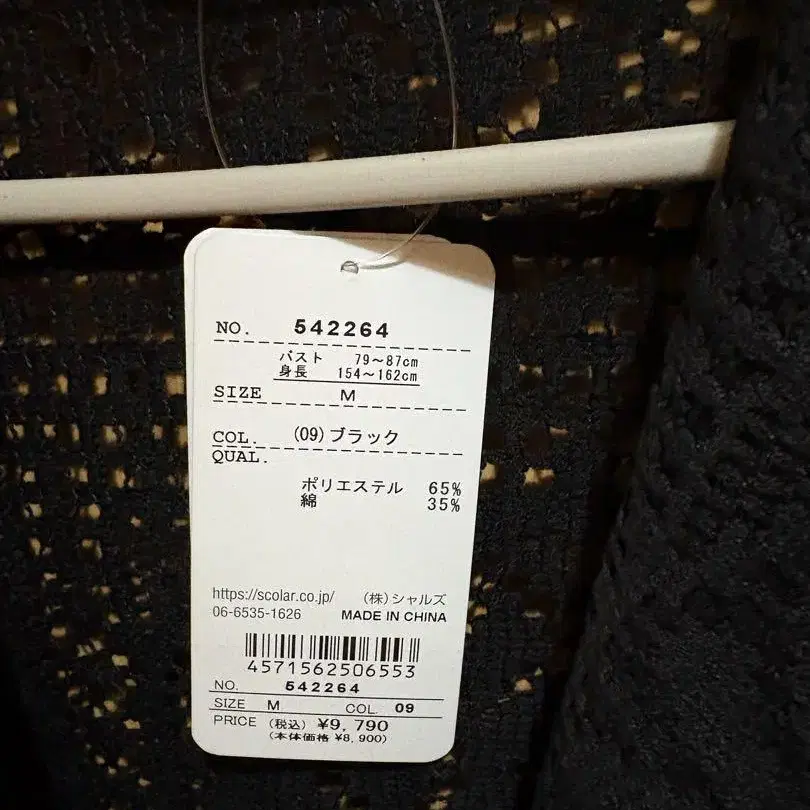 NO. 542264
バスト 79～87cm
身長 154～162cm
SIZE M
COL. (09)ブラック
QUAL.
ポリエステル 65%
綿 35%
https://scolar.co.jp/ (株)シャルズ
06-6535-1626 MADE IN CHINA
4571562506553
NO. 542264
SIZE M COL 09
PRICE (税込) ¥9,790
(本体価格 ¥8,900)